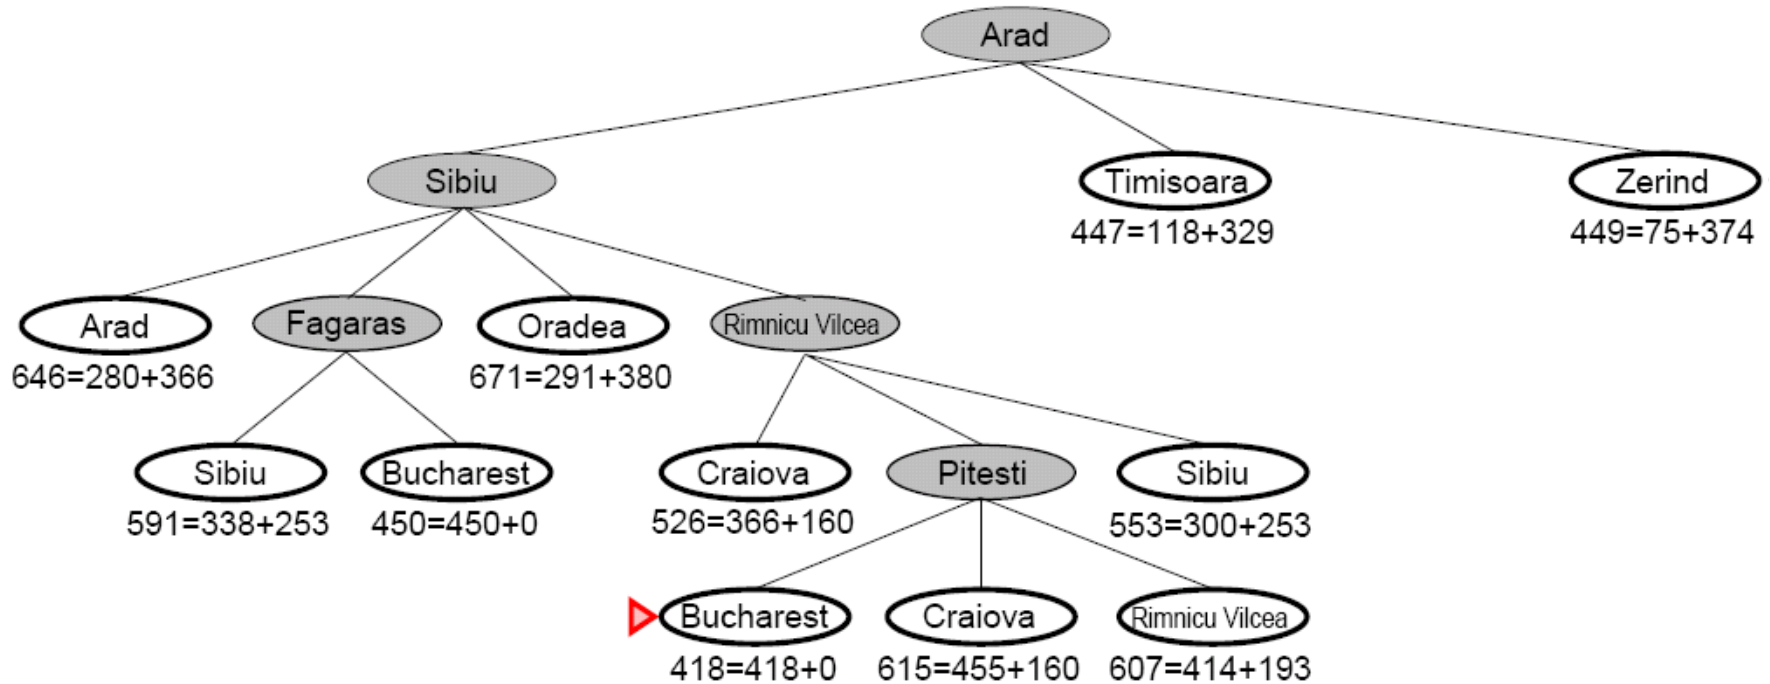 Arad
Sibiu
Timisoara
Zerind
447=118+329
449=75+374
Arad
Fagaras
Oradea
Rimnicu Vilcea
646=280+366
671=291+380
Sibiu
Bucharest
Craiova
Pitesti
Sibiu
591=338+253
450=450+0
526=366+160
553=300+253
Bucharest
Craiova
Rimnicu Vilcea
418=418+0
615=455+160
607=414+193